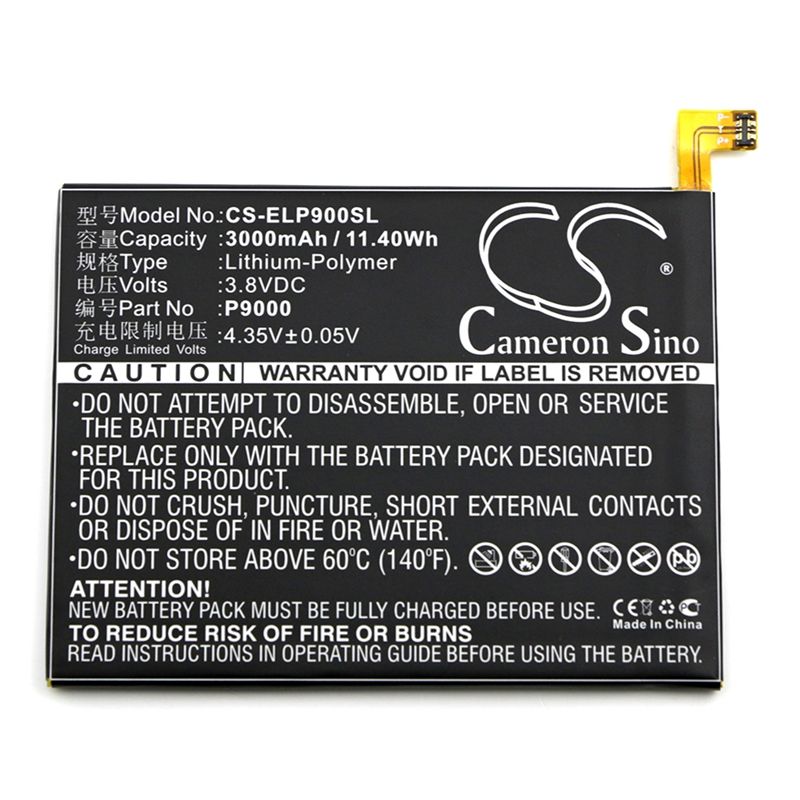 型号Model No.: CS-ELP900SL
容量Capacity :3000mAh / 11.40Wh
规格Type :Lithium-Polymer
电压Volts :3.8VDC
编号Part No :P9000
充电限制电压 :4.35V±0.05V
Charge Limited Volts
CS
®
Cameron Sino
CAUTION WARRANTY VOID IF LABEL IS REMOVED
•DO NOT ATTEMPT TO DISASSEMBLE, OPEN OR SERVICE
THE BATTERY PACK.
•REPLACE ONLY WITH THE BATTERY PACK DESIGNED FOR
THIS PRODUCT.
•DO NOT CRUSH, PUNCTURE, SHORT EXTERNAL CONTACTS
OR DISPOSE OF IN FIRE OR WATER.
•DO NOT STORE ABOVE 60°C (140°F).
pb
ATTENTION!
NEW BATTERY PACK MUST BE FULLY CHARGED BEFORE USE!
TO REDUCE RISK OF FIRE OR BURNS
READ INSTRUCTIONS IN OPERATING GUIDE BEFORE USE.
CE
Made In China